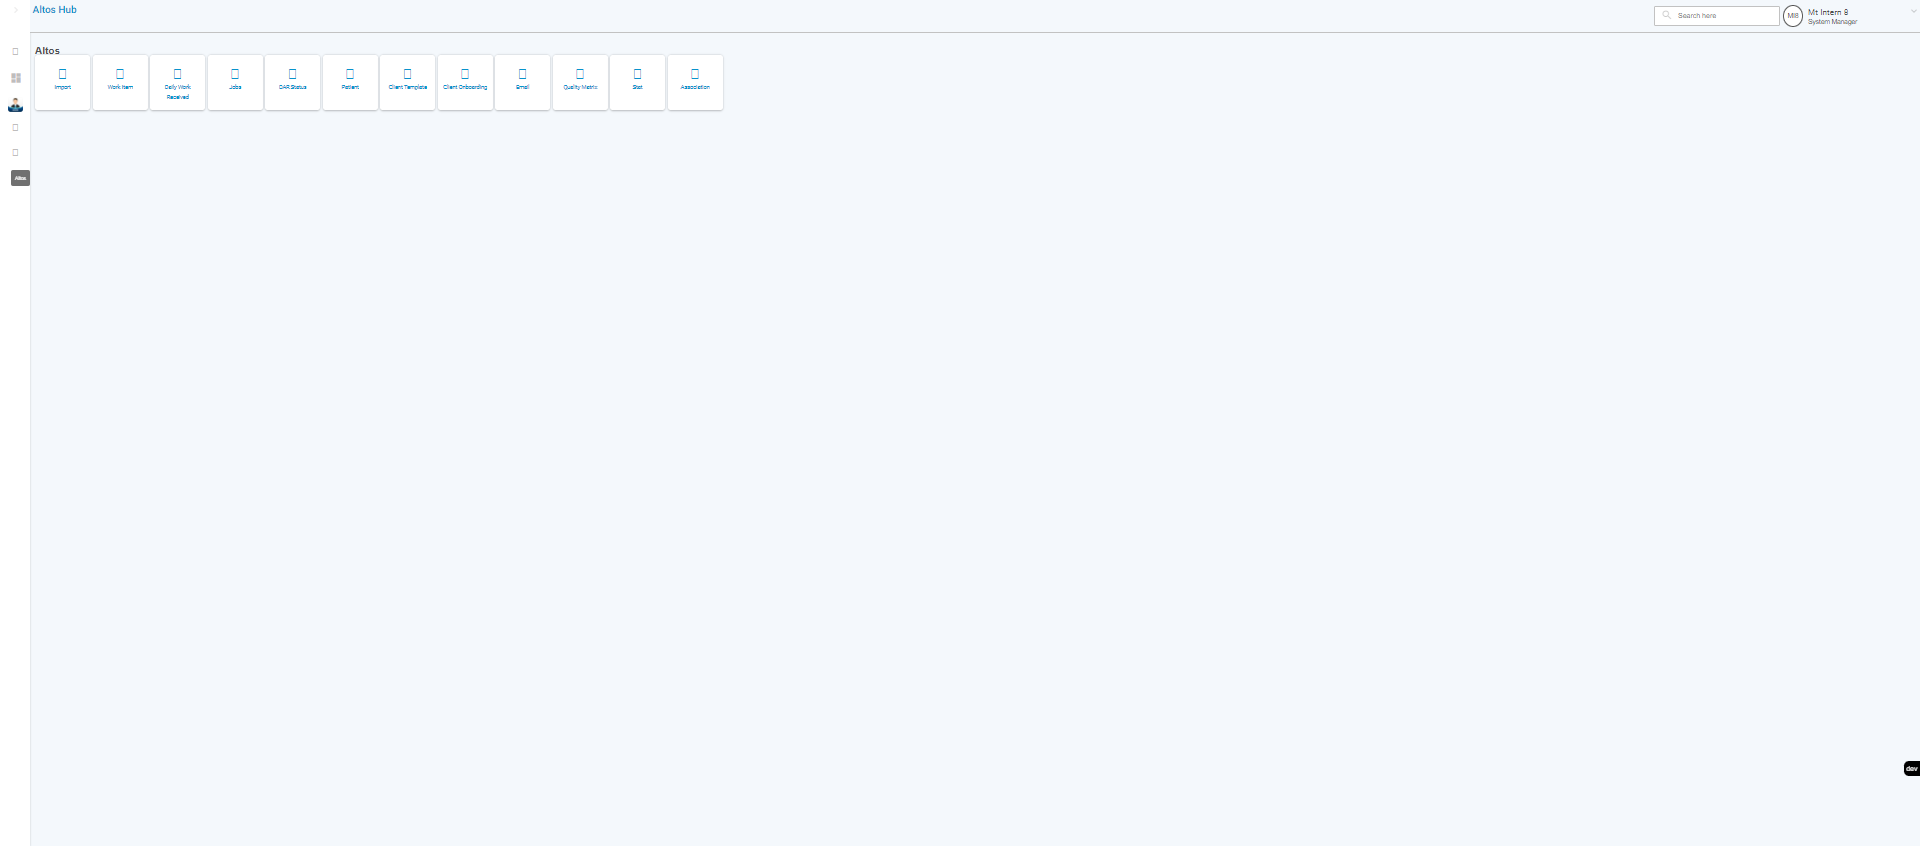 Altos Hub
Search here
MI8
Mt Intern 8
System Manager
Altos
Import
Work Item
Daily Work
Received
Jobs
DAR Status
Patient
Client Template
Client Onboarding
Email
Quality Matrix
Stat
Association
Altos
dev